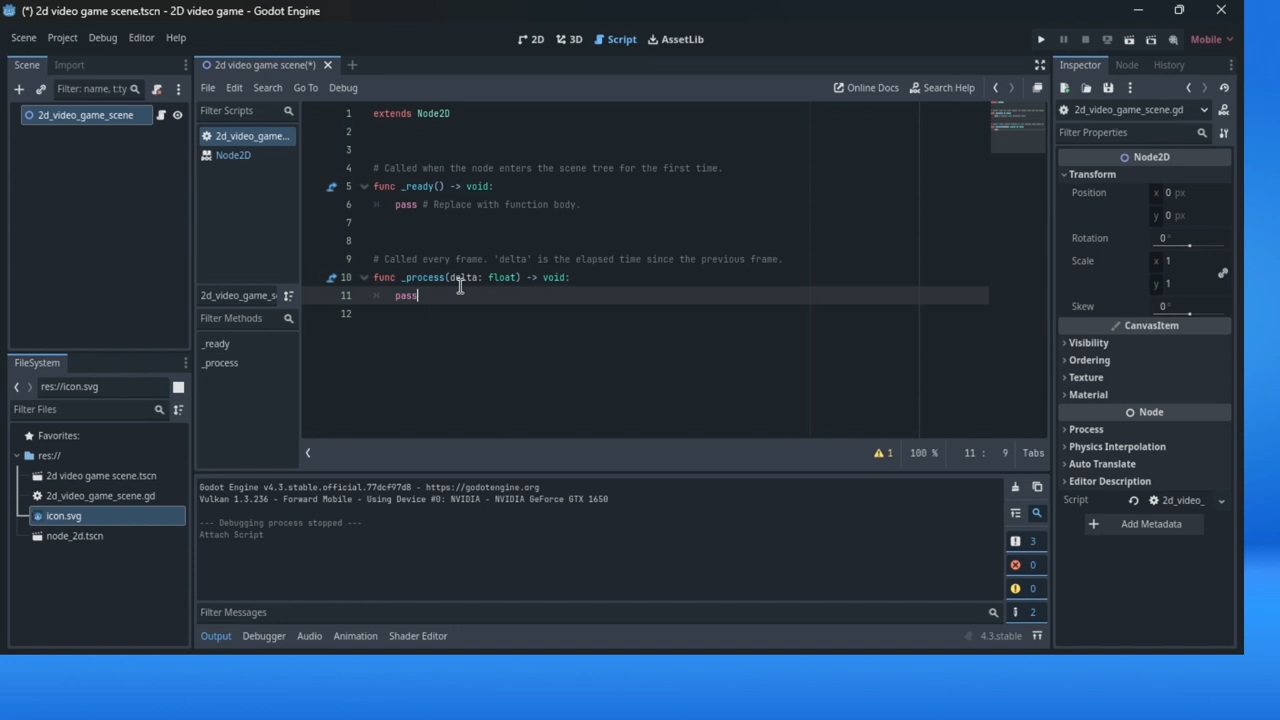 (*) 2d video game scene.tscn - 2D video game - Godot Engine
Scene Project Debug Editor Help
2D 3D Script AssetLib
Mobile
Scene Import
2d video game scene(*)
Inspector Node History
Filter: name, t:ty
File Edit Search Go To Debug
Online Docs Search Help
2d_video_game_scene
Filter Scripts
2d_video_game...
Node2D
1 extends Node2D
2
3
4 # Called when the node enters the scene tree for the first time.
5 func _ready() -> void:
6 pass # Replace with function body.
7
8
9 # Called every frame. 'delta' is the elapsed time since the previous frame.
10 func _process(delta: float) -> void:
11 pass
12
2d_video_game_s
Filter Methods
_ready
_process
1 100 % 11 : 9 Tabs
FileSystem
res://icon.svg
Filter Files
Favorites:
res://
2d video game scene.tscn
2d_video_game_scene.gd
icon.svg
node_2d.tscn
Godot Engine v4.3.stable.official.77dcf97d8 - https://godotengine.org
Vulkan 1.3.236 - Forward Mobile - Using Device #0: NVIDIA - NVIDIA GeForce GTX 1650
--- Debugging process stopped ---
Attach Script
3
0
0
2
Filter Messages
Output Debugger Audio Animation Shader Editor
4.3.stable
2d_video_game_scene.gd
Filter Properties
Node2D
Transform
Position x 0 px
y 0 px
Rotation 0 °
Scale x 1
y 1
Skew 0 °
CanvasItem
Visibility
Ordering
Texture
Material
Node
Process
Physics Interpolation
Auto Translate
Editor Description
Script 2d_video_
Add Metadata